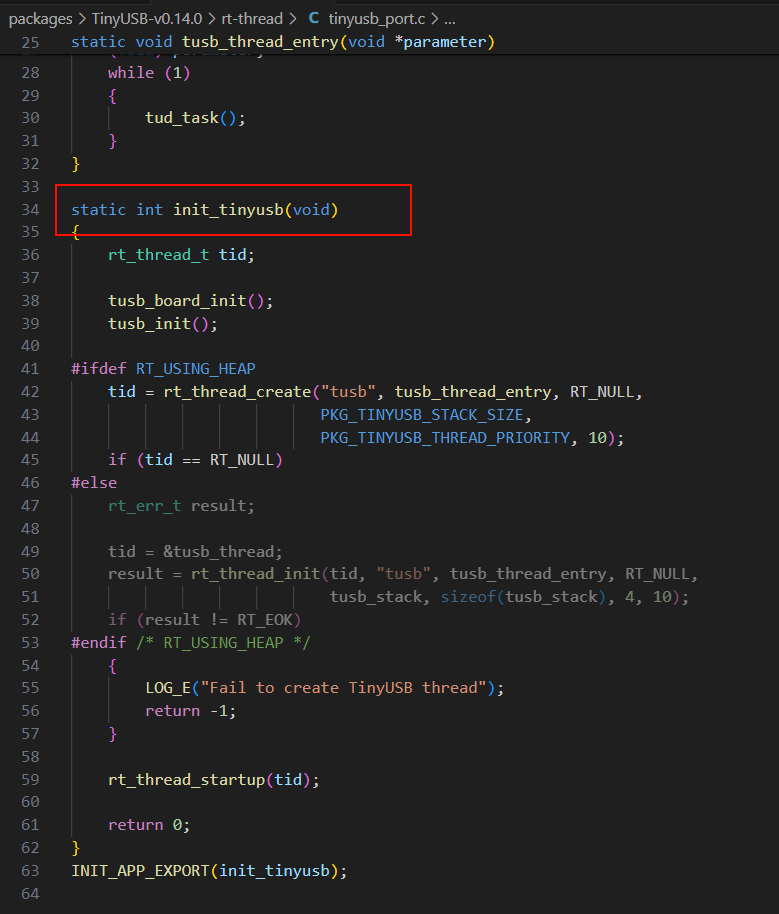 packages > TinyUSB-v0.14.0 > rt-thread > C tinyusb_port.c > ...
25 static void tusb_thread_entry(void *parameter)
28     while (1)
29     {
30         tud_task();
31     }
32 }
33
34 static int init_tinyusb(void)
35 {
36     rt_thread_t tid;
37
38     tusb_board_init();
39     tusb_init();
40
41 #ifdef RT_USING_HEAP
42     tid = rt_thread_create("tusb", tusb_thread_entry, RT_NULL,
43                            PKG_TINYUSB_STACK_SIZE,
44                            PKG_TINYUSB_THREAD_PRIORITY, 10);
45     if (tid == RT_NULL)
46 #else
47     rt_err_t result;
48
49     tid = &tusb_thread;
50     result = rt_thread_init(tid, "tusb", tusb_thread_entry, RT_NULL,
51                             tusb_stack, sizeof(tusb_stack), 4, 10);
52     if (result != RT_EOK)
53 #endif /* RT_USING_HEAP */
54     {
55         LOG_E("Fail to create TinyUSB thread");
56         return -1;
57     }
58
59     rt_thread_startup(tid);
60
61     return 0;
62 }
63 INIT_APP_EXPORT(init_tinyusb);
64